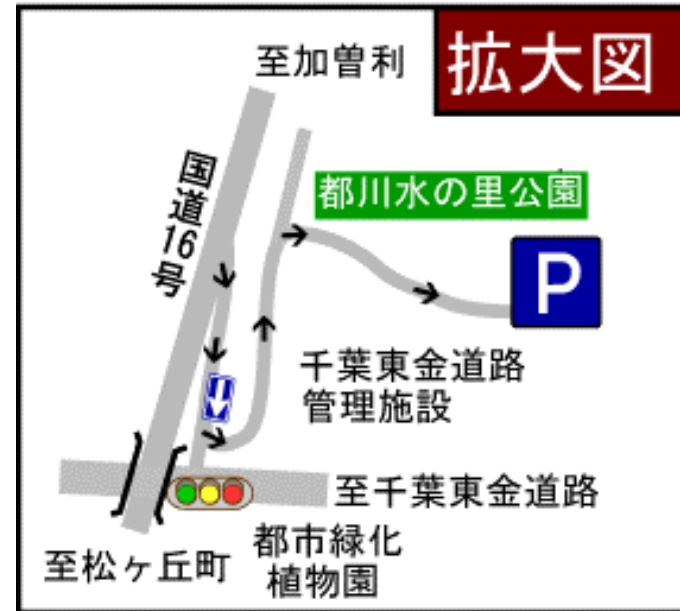 拡大図
至加曽利
国道16号
都川水の里公園
P
千葉東金道路
管理施設
至千葉東金道路
都市緑化
植物園
至松ヶ丘町